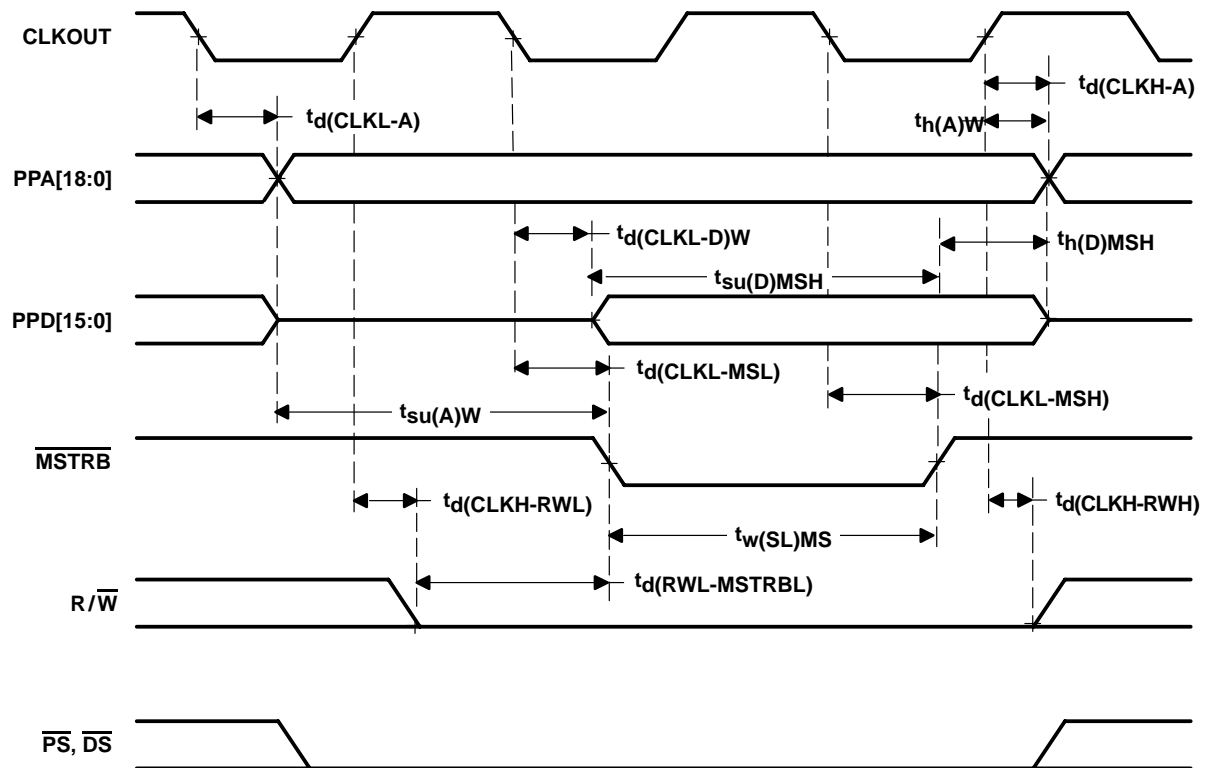 CLKOUT
td(CLKH-A)
td(CLKL-A)
th(A)W
PPA[18:0]
td(CLKL-D)W
th(D)MSH
tsu(D)MSH
PPD[15:0]
td(CLKL-MSL)
td(CLKL-MSH)
tsu(A)W
MSTRB
td(CLKH-RWL)
td(CLKH-RWH)
tw(SL)MS
td(RWL-MSTRBL)
R/W
PS, DS